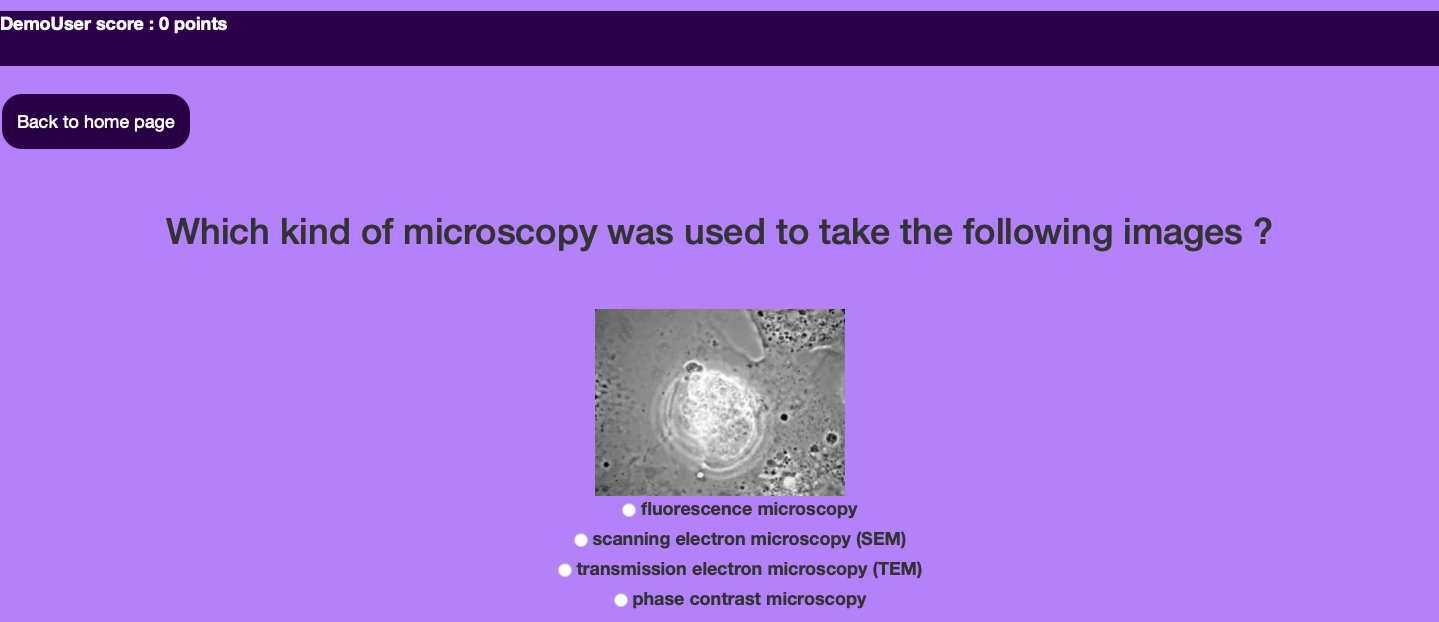 DemoUser score : 0 points
Back to home page
Which kind of microscopy was used to take the following images ?
fluorescence microscopy
scanning electron microscopy (SEM)
transmission electron microscopy (TEM)
phase contrast microscopy